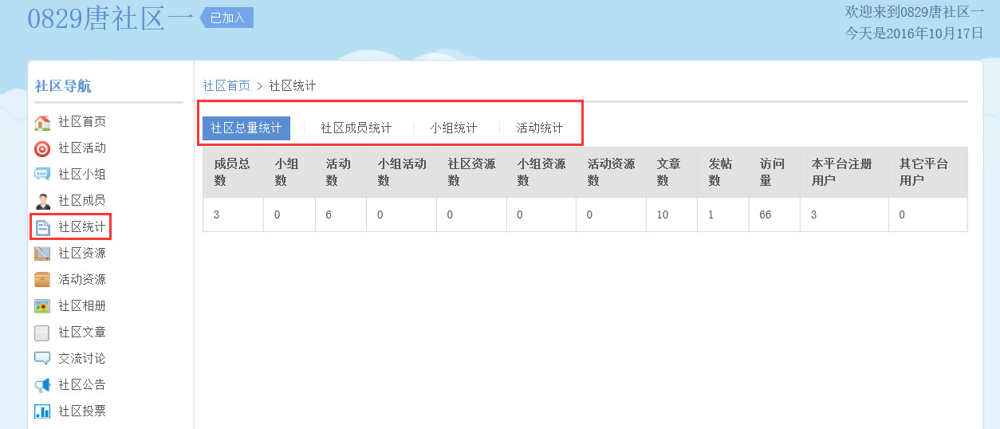 0829唐社区一 已加入
欢迎来到0829唐社区一
今天是2016年10月17日
社区导航
社区首页
社区活动
社区小组
社区成员
社区统计
社区资源
活动资源
社区相册
社区文章
交流讨论
社区公告
社区投票
社区首页 > 社区统计
社区总量统计 社区成员统计 小组统计 活动统计
成员总数 小组数 活动数 小组活动数 社区资源数 小组资源数 活动资源数 文章数 发帖数 访问量 本平台注册用户 其它平台用户
3 0 6 0 0 0 0 10 1 66 3 0